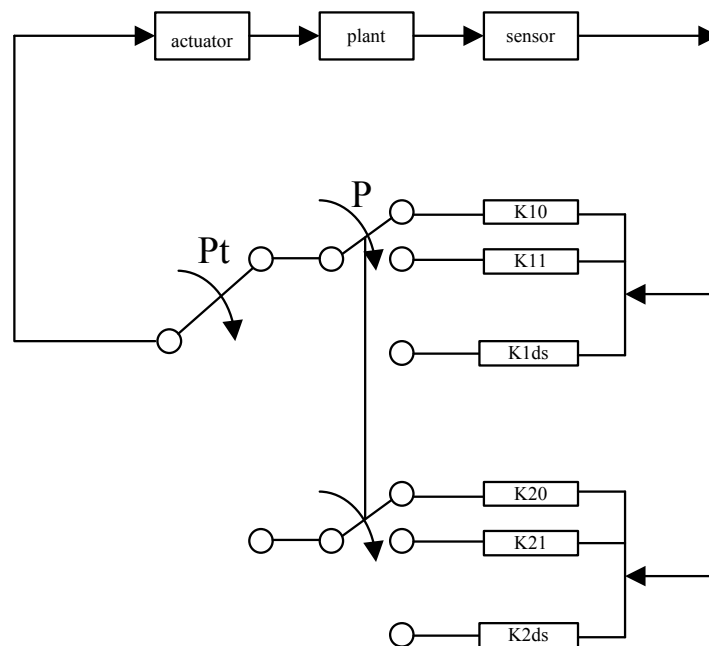 actuator
plant
sensor
P
K10
Pt
K11
K1ds
K20
K21
K2ds